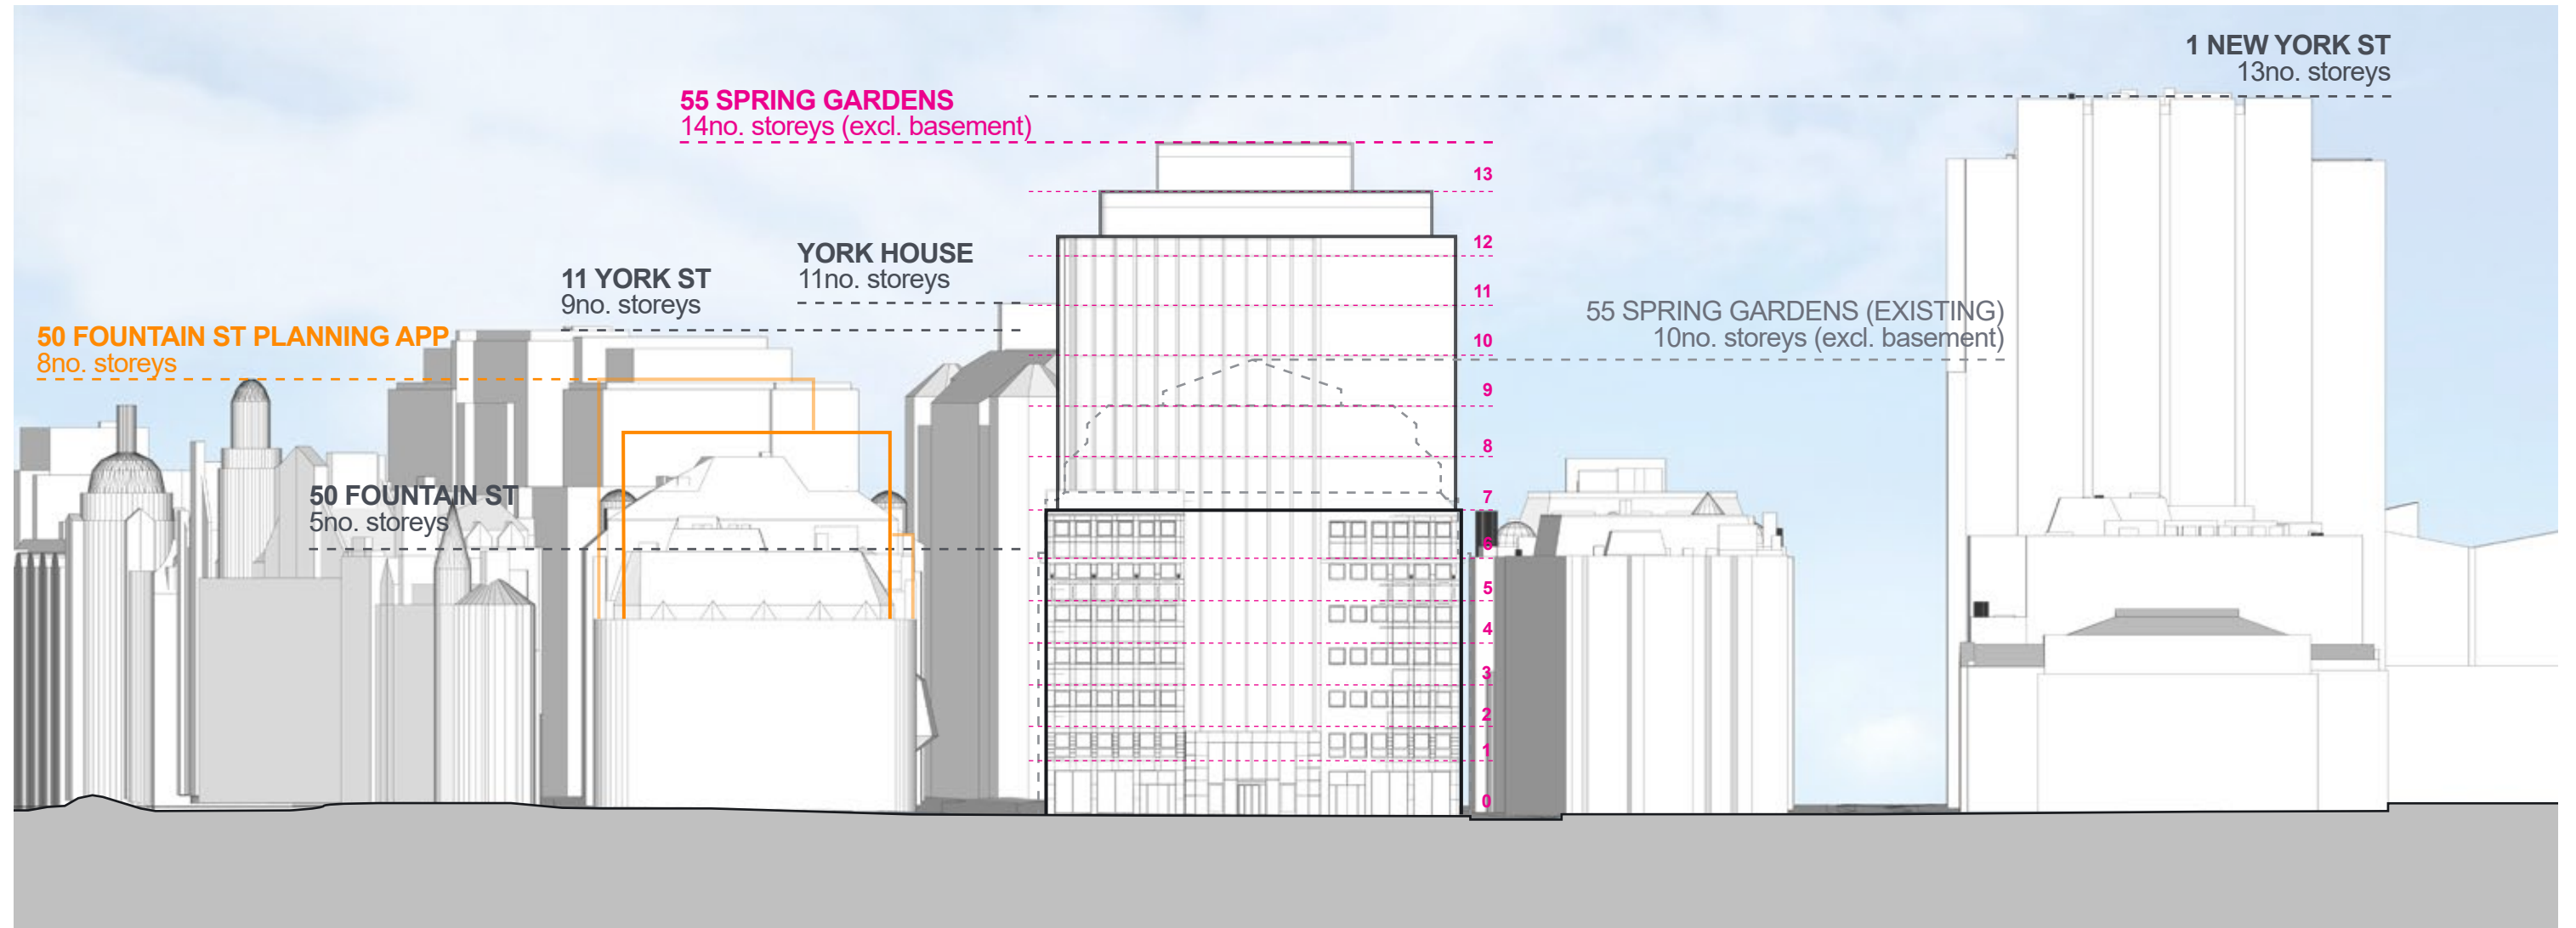 1 NEW YORK ST
13no. storeys
55 SPRING GARDENS
14no. storeys (excl. basement)
YORK HOUSE
11no. storeys
11 YORK ST
9no. storeys
55 SPRING GARDENS (EXISTING)
10no. storeys (excl. basement)
50 FOUNTAIN ST PLANNING APP
8no. storeys
50 FOUNTAIN ST
5no. storeys
13
12
11
10
9
8
7
6
5
4
3
2
1
0